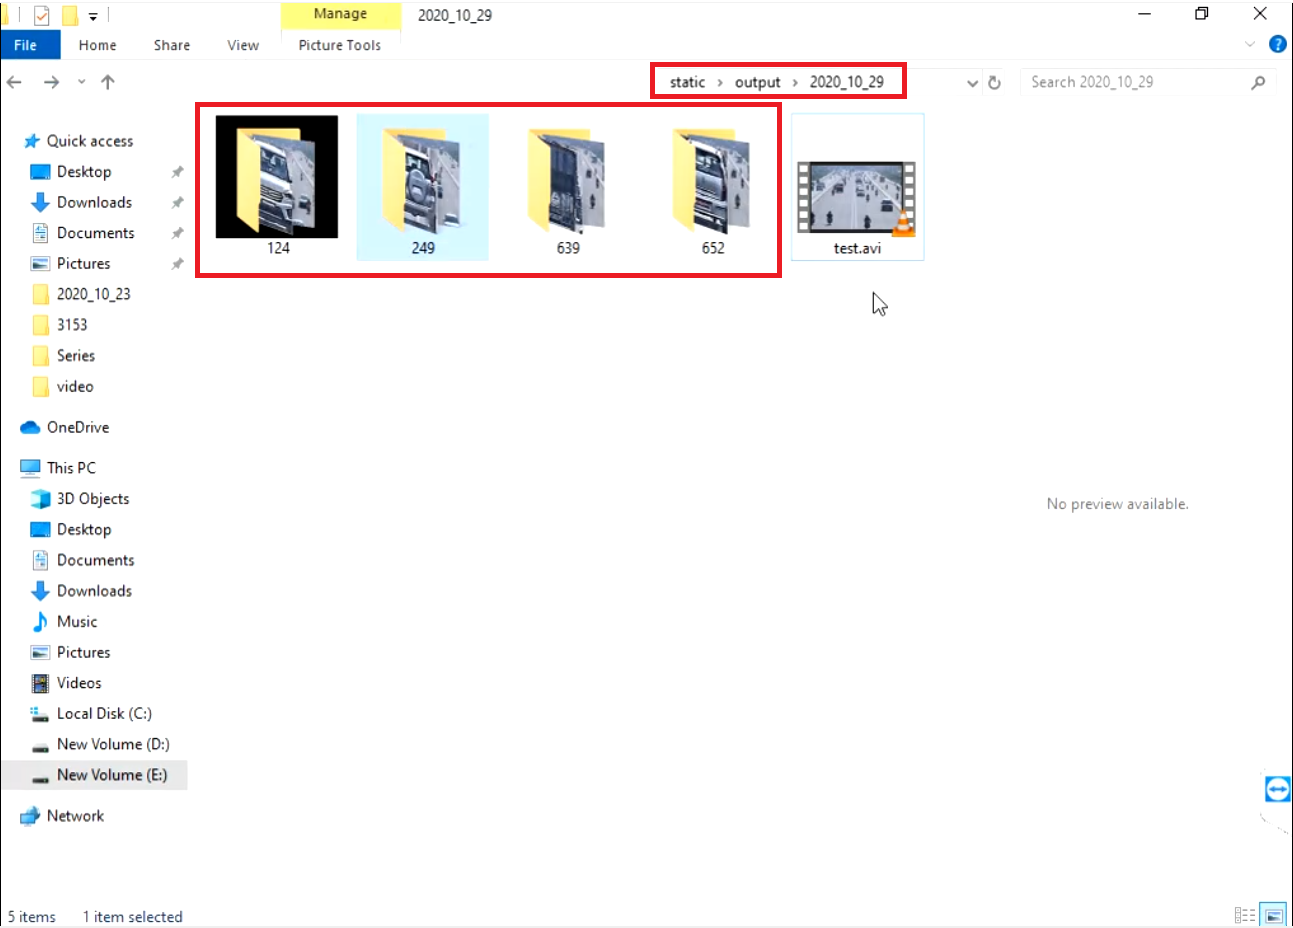 Manage
2020_10_29
File
Home
Share
View
Picture Tools
?
static › output › 2020_10_29
Search 2020_10_29
Quick access
Desktop
Downloads
Documents
Pictures
2020_10_23
3153
Series
video
OneDrive
This PC
3D Objects
Desktop
Documents
Downloads
Music
Pictures
Videos
Local Disk (C:)
New Volume (D:)
New Volume (E:)
Network
124
249
639
652
test.avi
No preview available.
5 items
1 item selected